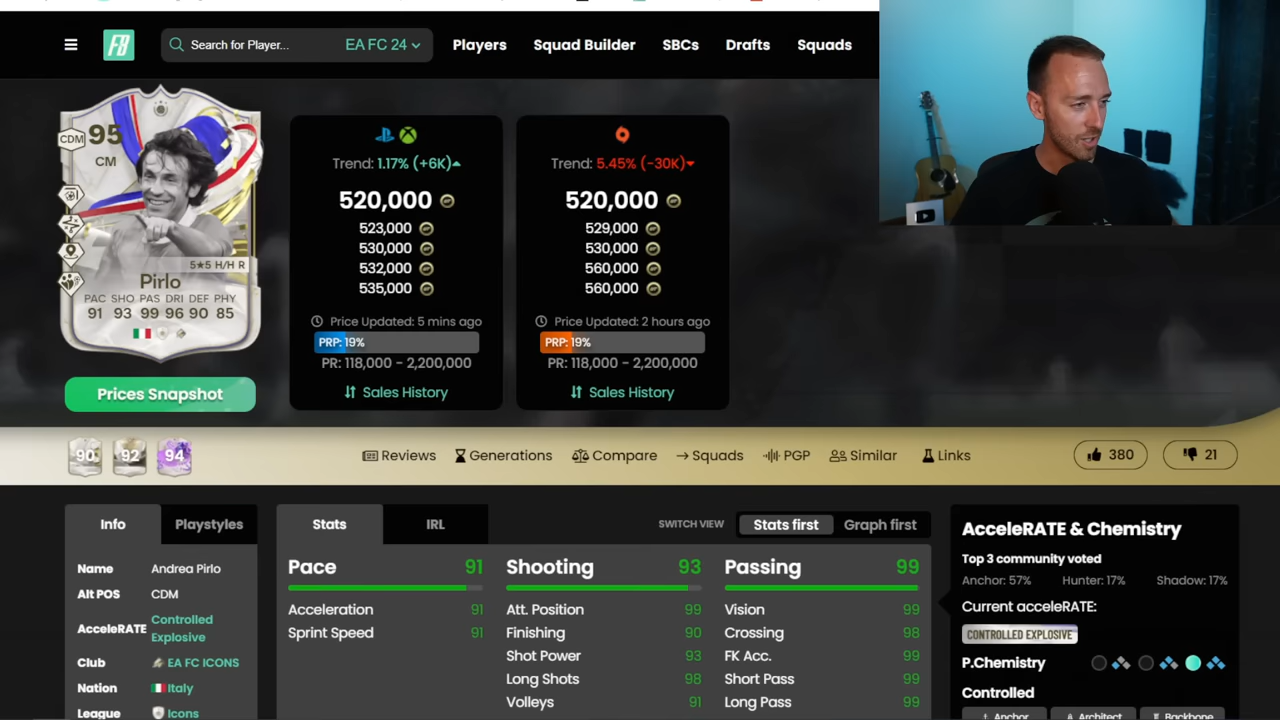 FB
Search for Player...
EA FC 24
Players
Squad Builder
SBCs
Drafts
Squads
CDM
95
CM
5★5 H/H R
Pirlo
PAC SHO PAS DRI DEF PHY
91 93 99 96 90 85
Prices Snapshot
Trend: 1.17% (+6K)
520,000
523,000
530,000
532,000
535,000
Price Updated: 5 mins ago
PRP: 19%
PR: 118,000 - 2,200,000
Sales History
Trend: 5.45% (-30K)
520,000
529,000
530,000
560,000
560,000
Price Updated: 2 hours ago
PRP: 19%
PR: 118,000 - 2,200,000
Sales History
90
92
94
Reviews
Generations
Compare
Squads
PGP
Similar
Links
380
21
Info
Playstyles
Name Andrea Pirlo
Alt POS CDM
AcceleRATE Controlled
Explosive
Club EA FC ICONS
Nation Italy
League Icons
Stats
IRL
SWITCH VIEW
Stats first
Graph first
Pace 91
Acceleration 91
Sprint Speed 91
Shooting 93
Att. Position 99
Finishing 90
Shot Power 93
Long Shots 98
Volleys 91
Passing 99
Vision 99
Crossing 98
FK Acc. 99
Short Pass 99
Long Pass 99
AcceleRATE & Chemistry
Top 3 community voted
Anchor: 57% Hunter: 17% Shadow: 17%
Current acceleRATE:
CONTROLLED EXPLOSIVE
P.Chemistry
Controlled
Anchor
Architect
Backbone